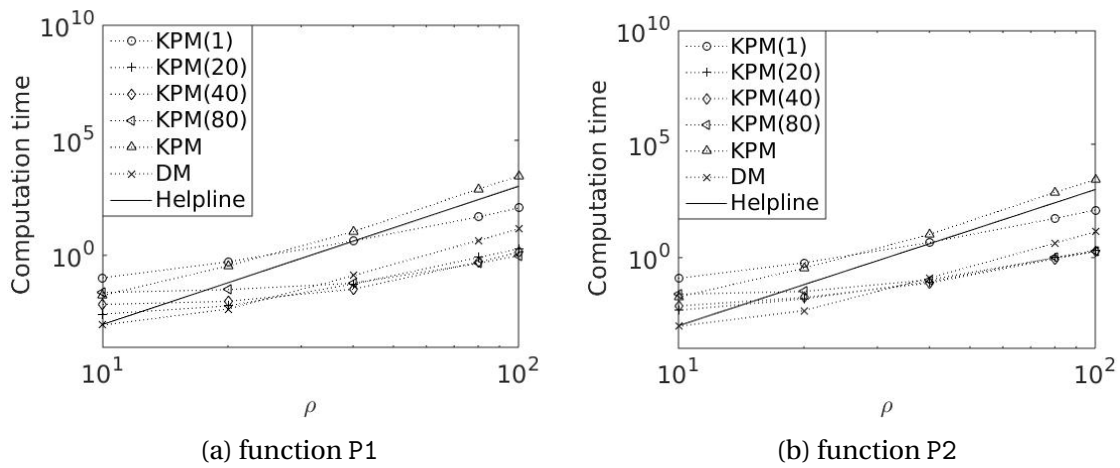 10^10
10^5
10^0
Computation time
KPM(1)
KPM(20)
KPM(40)
KPM(80)
KPM
DM
Helpline
10^1
10^2
ρ
(a) function P1
10^10
10^5
10^0
Computation time
KPM(1)
KPM(20)
KPM(40)
KPM(80)
KPM
DM
Helpline
10^1
10^2
ρ
(b) function P2